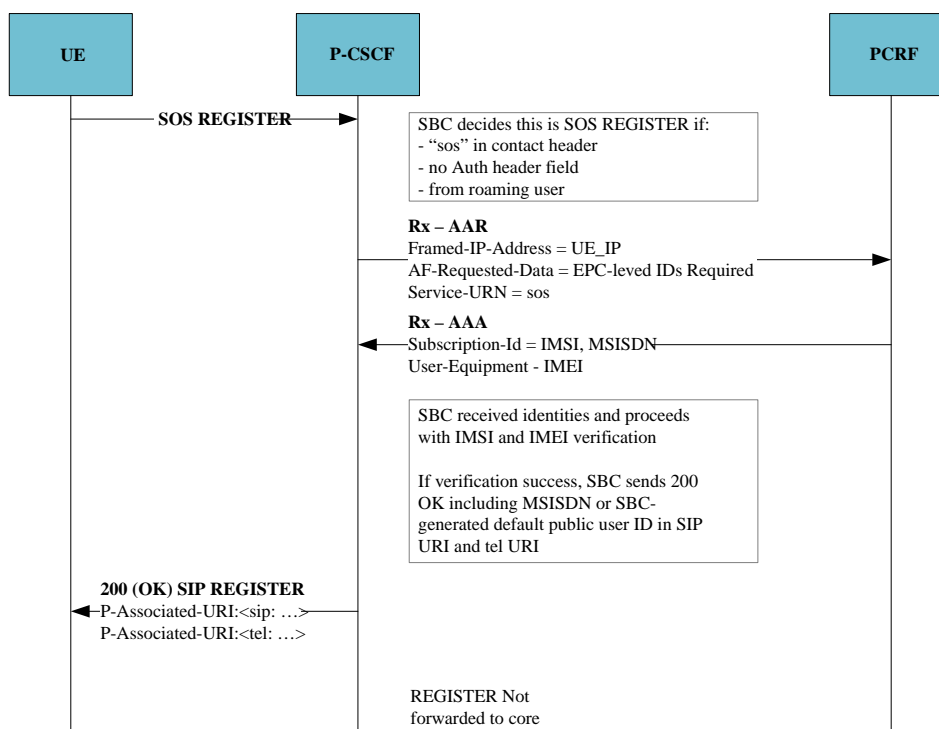 UE
P-CSCF
PCRF
SOS REGISTER
SBC decides this is SOS REGISTER if:
- “sos” in contact header
- no Auth header field
- from roaming user
Rx – AAR
Framed-IP-Address = UE_IP
AF-Requested-Data = EPC-leved IDs Required
Service-URN = sos
Rx – AAA
Subscription-Id = IMSI, MSISDN
User-Equipment - IMEI
SBC received identities and proceeds
with IMSI and IMEI verification
If verification success, SBC sends 200
OK including MSISDN or SBC-
generated default public user ID in SIP
URI and tel URI
200 (OK) SIP REGISTER
P-Associated-URI:<sip: …>
P-Associated-URI:<tel: …>
REGISTER Not
forwarded to core